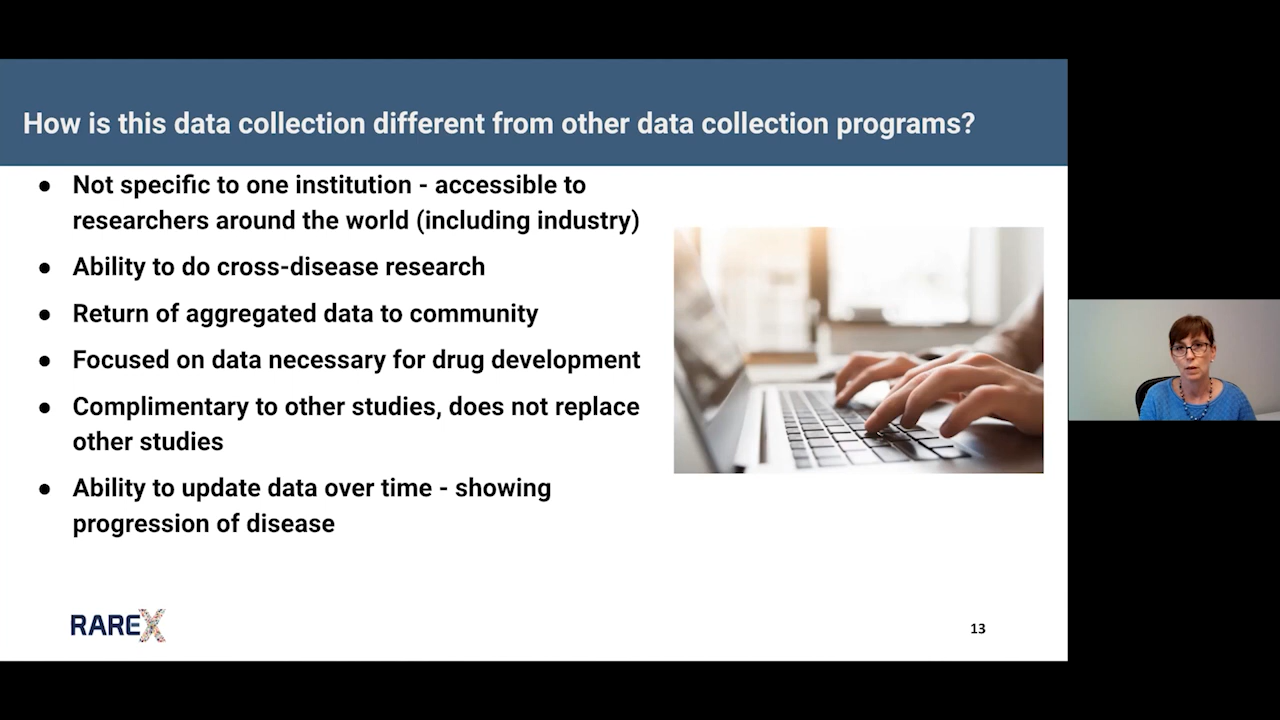 How is this data collection different from other data collection programs?
● Not specific to one institution - accessible to
researchers around the world (including industry)
● Ability to do cross-disease research
● Return of aggregated data to community
● Focused on data necessary for drug development
● Complimentary to other studies, does not replace
other studies
● Ability to update data over time - showing
progression of disease
RAREX
13